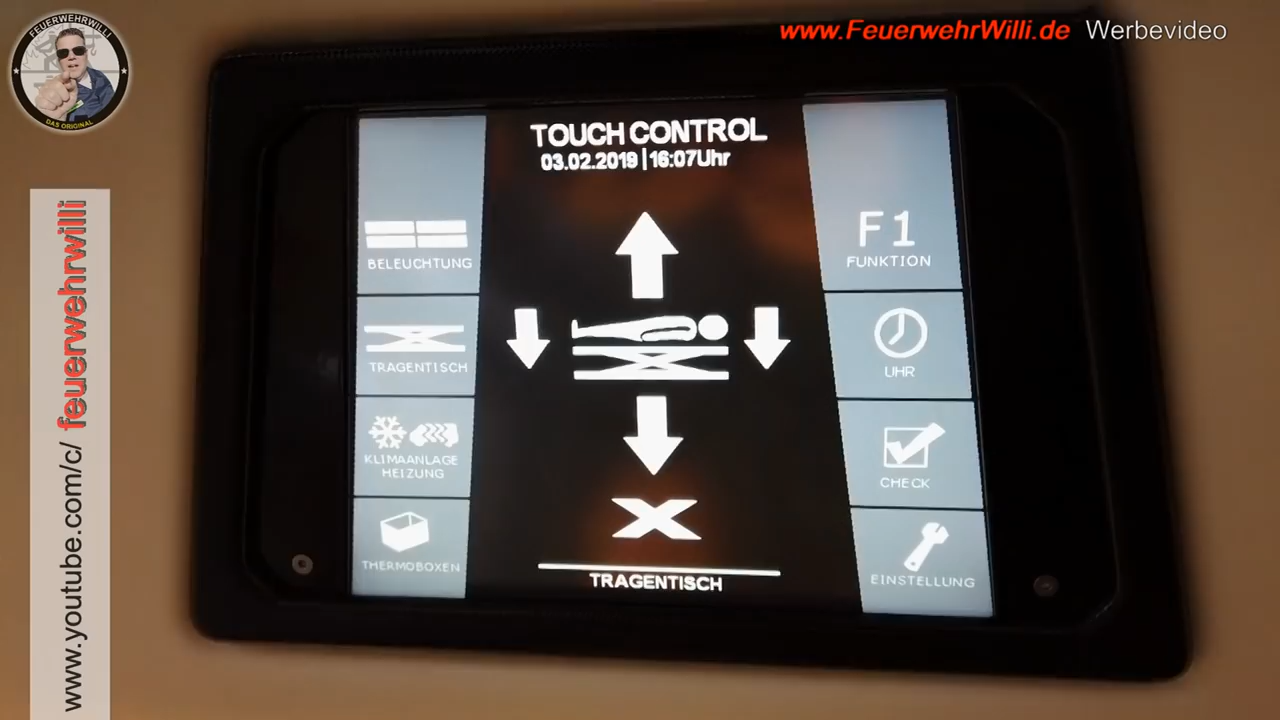 FEUERWEHRWILLI
DAS ORIGINAL
www.FeuerwehrWilli.de Werbevideo
www.youtube.com/c/ feuerwehrwilli
TOUCH CONTROL
03.02.2019 | 16:07Uhr
BELEUCHTUNG
TRAGENTISCH
KLIMAANLAGE
HEIZUNG
THERMOBOXEN
F1
FUNKTION
UHR
CHECK
EINSTELLUNG
X
TRAGENTISCH